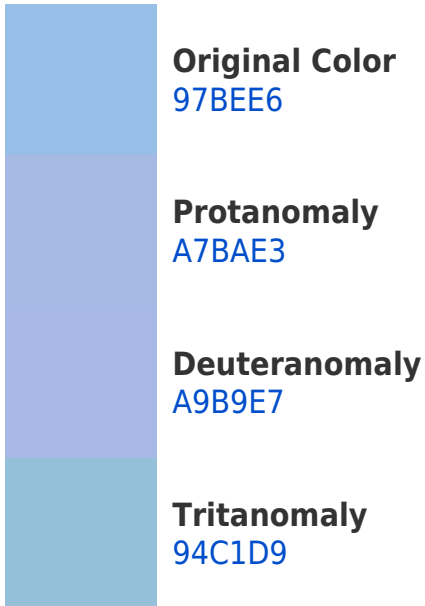 Original Color
97BEE6
Protanomaly
A7BAE3
Deuteranomaly
A9B9E7
Tritanomaly
94C1D9